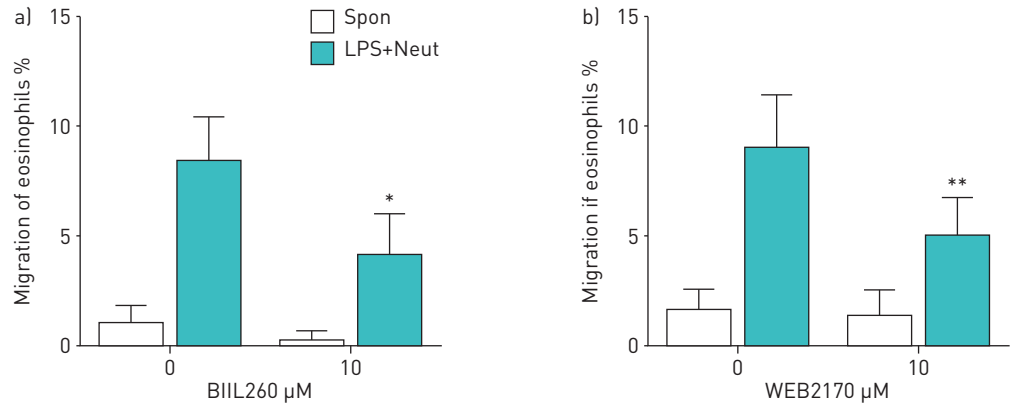 a)
15
10
5
0
Migration of eosinophils %
Spon
LPS+Neut
*
0
10
BIIL260 µM
b)
15
10
5
0
Migration if eosinophils %
**
0
10
WEB2170 µM